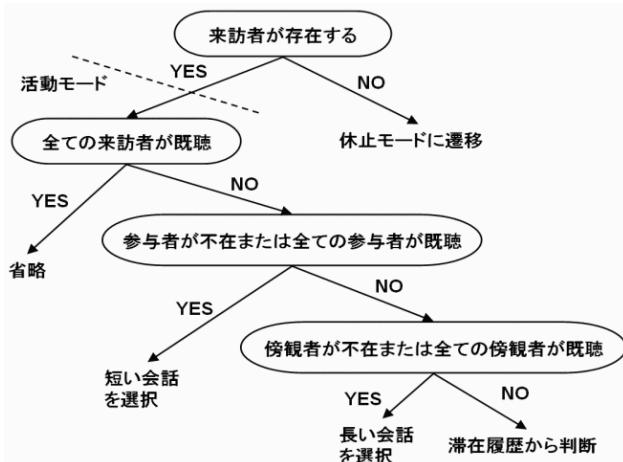 来訪者が存在する
YES
活動モード
NO
全ての来訪者が既聴
休止モードに遷移
YES
NO
省略
参与者が不在または全ての参与者が既聴
YES
NO
短い会話
を選択
傍観者が不在または全ての傍観者が既聴
YES
NO
長い会話
を選択
滞在履歴から判断